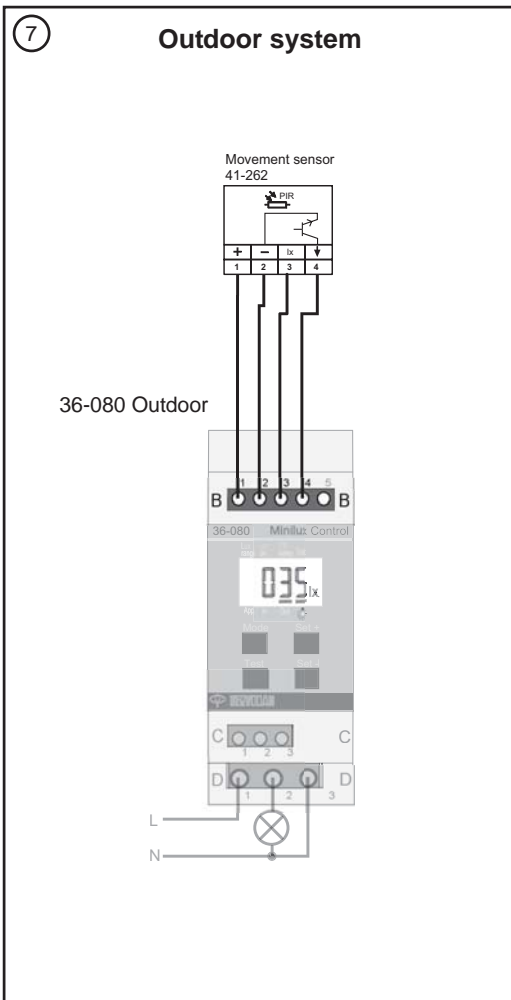 7
Outdoor system
Movement sensor
41-262
PIR
+ − lx
1 2 3 4
36-080 Outdoor
1 2 3 4 5
B B
36-080 Minilux Control
035 lx
Mode Set +
Test Set -
SERVODAN
C C
1 2 3
D D
1 2 3
L
N